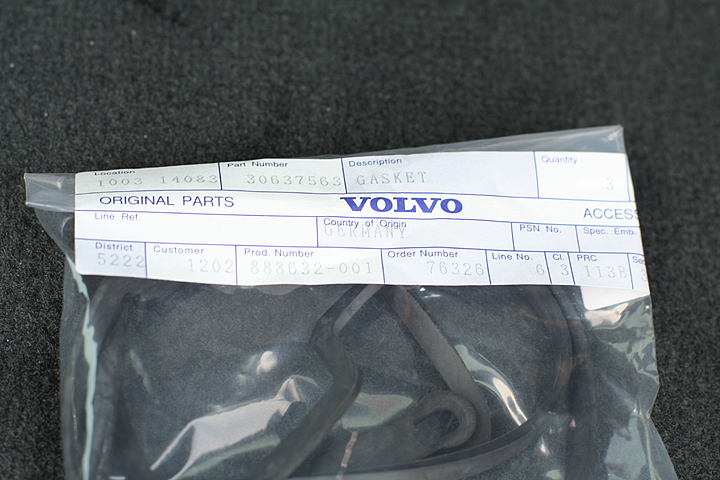 Location Part Number Description Quantity
1003 14083 30637563 GASKET 3
ORIGINAL PARTS VOLVO ACCESS
Line Ref. Country of Origin PSN No. Spec. Emb.
GERMANY
District Customer Prod. Number Order Number Line No. Cl. PRC Se
5222 1202 888632-001 76326 6 3 113B